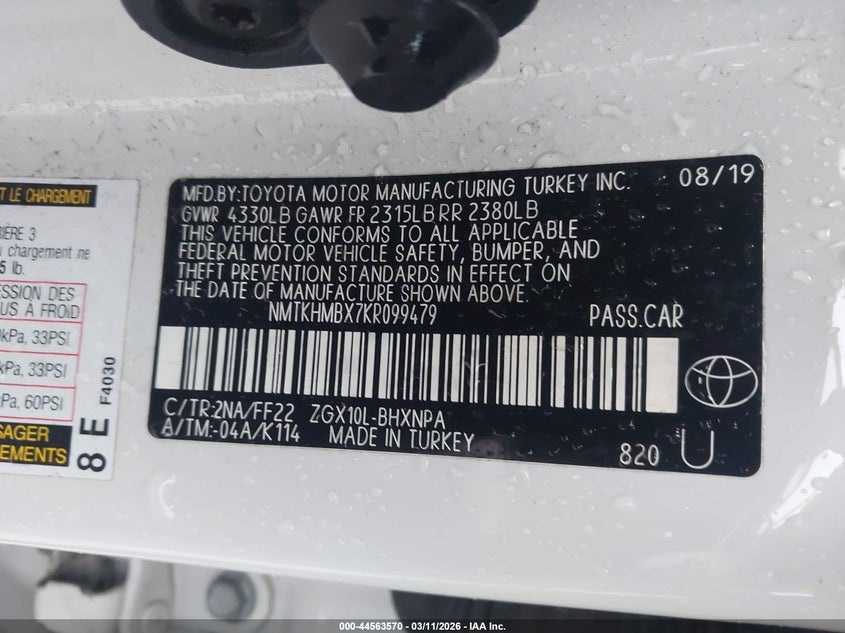 T LE CHARGEMENT
IÈRE 3
chargement ne
5 lb.
ESSION DES
US À FROID
kPa, 33PSI
kPa, 33PSI
kPa, 60PSI
SAGER
EMENTS
8 E F4030
MFD.BY:TOYOTA MOTOR MANUFACTURING TURKEY INC. 08/19
GVWR 4330LB GAWR FR 2315LB RR 2380LB
THIS VEHICLE CONFORMS TO ALL APPLICABLE
FEDERAL MOTOR VEHICLE SAFETY, BUMPER, AND
THEFT PREVENTION STANDARDS IN EFFECT ON
THE DATE OF MANUFACTURE SHOWN ABOVE.
NMTKHMBX7KR099479 PASS.CAR
C/TR:2NA/FF22 ZGX10L-BHXNPA
A/TM:-04A/K114 MADE IN TURKEY
820 U
000-44563570 | 03/11/2026 - IAA Inc.